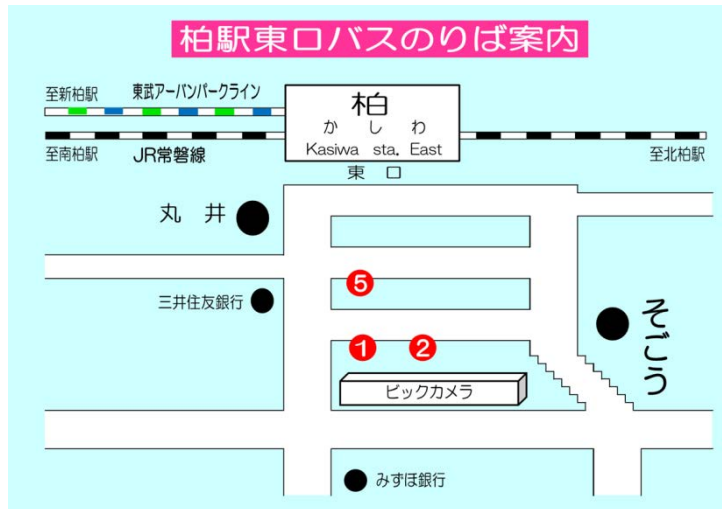 柏駅東口バスのりば案内
至新柏駅
東武アーバンパークライン
柏
か し わ
Kasiwa sta. East
東 口
至南柏駅
JR常磐線
至北柏駅
丸 井
5
三井住友銀行
そごう
1
2
ビックカメラ
みずほ銀行